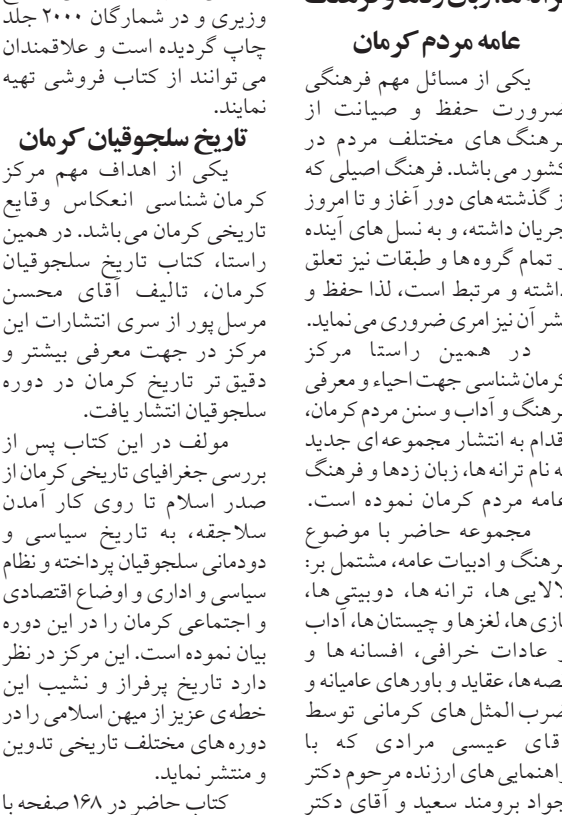 ترانه ها، زبان زدها و فرهنگ
عامه مردم کرمان
یکی از مسائل مهم فرهنگی
ضرورت حفظ و صیانت از
فرهنگ های مختلف مردم در
کشور می باشد. فرهنگ اصیلی که
از گذشته های دور آغاز و تا امروز
جریان داشته، و به نسل های آینده
و تمام گروه ها و طبقات نیز تعلق
داشته و مرتبط است، لذا حفظ و
نشر آن نیز امری ضروری می نماید.
در همین راستا مرکز
کرمان شناسی جهت احیاء و معرفی
فرهنگ و آداب و سنن مردم کرمان،
اقدام به انتشار مجموعه ای جدید
به نام ترانه ها، زبان زدها و فرهنگ
عامه مردم کرمان نموده است.
مجموعه حاضر با موضوع
فرهنگ و ادبیات عامه، مشتمل بر:
لالایی ها، ترانه ها، دوبیتی ها،
بازی ها، لغزها و چیستان ها، آداب
و عادات خرافی، افسانه ها و
قصه ها، عقاید و باورهای عامیانه و
ضرب المثل های کرمانی توسط
آقای عیسی مرادی که با
راهنمایی های ارزنده مرحوم دکتر
جواد برومند سعید و آقای دکتر
وزیری و در شمارگان ۲۰۰۰ جلد
چاپ گردیده است و علاقمندان
می توانند از کتاب فروشی تهیه
نمایند.
تاریخ سلجوقیان کرمان
یکی از اهداف مهم مرکز
کرمان شناسی انعکاس وقایع
تاریخی کرمان می باشد. در همین
راستا، کتاب تاریخ سلجوقیان
کرمان، تالیف آقای محسن
مرسل پور از سری انتشارات این
مرکز در جهت معرفی بیشتر و
دقیق تر تاریخ کرمان در دوره
سلجوقیان انتشار یافت.
مولف در این کتاب پس از
بررسی جغرافیای تاریخی کرمان از
صدر اسلام تا روی کار آمدن
سلاجقه، به تاریخ سیاسی و
دودمانی سلجوقیان پرداخته و نظام
سیاسی و اداری و اوضاع اقتصادی
و اجتماعی کرمان را در این دوره
بیان نموده است. این مرکز در نظر
دارد تاریخ پرفراز و نشیب این
خطه ی عزیز از میهن اسلامی را در
دوره های مختلف تاریخی تدوین
و منتشر نماید.
کتاب حاضر در ۱۶۸ صفحه با